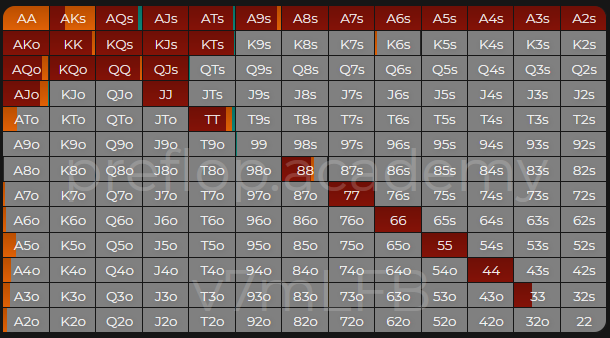 AA AKs AQs AJs ATs A9s A8s A7s A6s A5s A4s A3s A2s
AKo KK KQs KJs KTs K9s K8s K7s K6s K5s K4s K3s K2s
AQo KQo QQ QJs QTs Q9s Q8s Q7s Q6s Q5s Q4s Q3s Q2s
AJo KJo QJo JJ JTs J9s J8s J7s J6s J5s J4s J3s J2s
ATo KTo QTo JTo TT T9s T8s T7s T6s T5s T4s T3s T2s
A9o K9o Q9o J9o T9o 99 98s 97s 96s 95s 94s 93s 92s
preflop.academy
A8o K8o Q8o J8o T8o 98o 88 87s 86s 85s 84s 83s 82s
A7o K7o Q7o J7o T7o 97o 87o 77 76s 75s 74s 73s 72s
A6o K6o Q6o J6o T6o 96o 86o 76o 66 65s 64s 63s 62s
A5o K5o Q5o J5o T5o 95o 85o 75o 65o 55 54s 53s 52s
A4o K4o Q4o J4o T4o 94o 84o 74o 64o 54o 44 43s 42s
v7mLFB
A3o K3o Q3o J3o T3o 93o 83o 73o 63o 53o 43o 33 32s
A2o K2o Q2o J2o T2o 92o 82o 72o 62o 52o 42o 32o 22